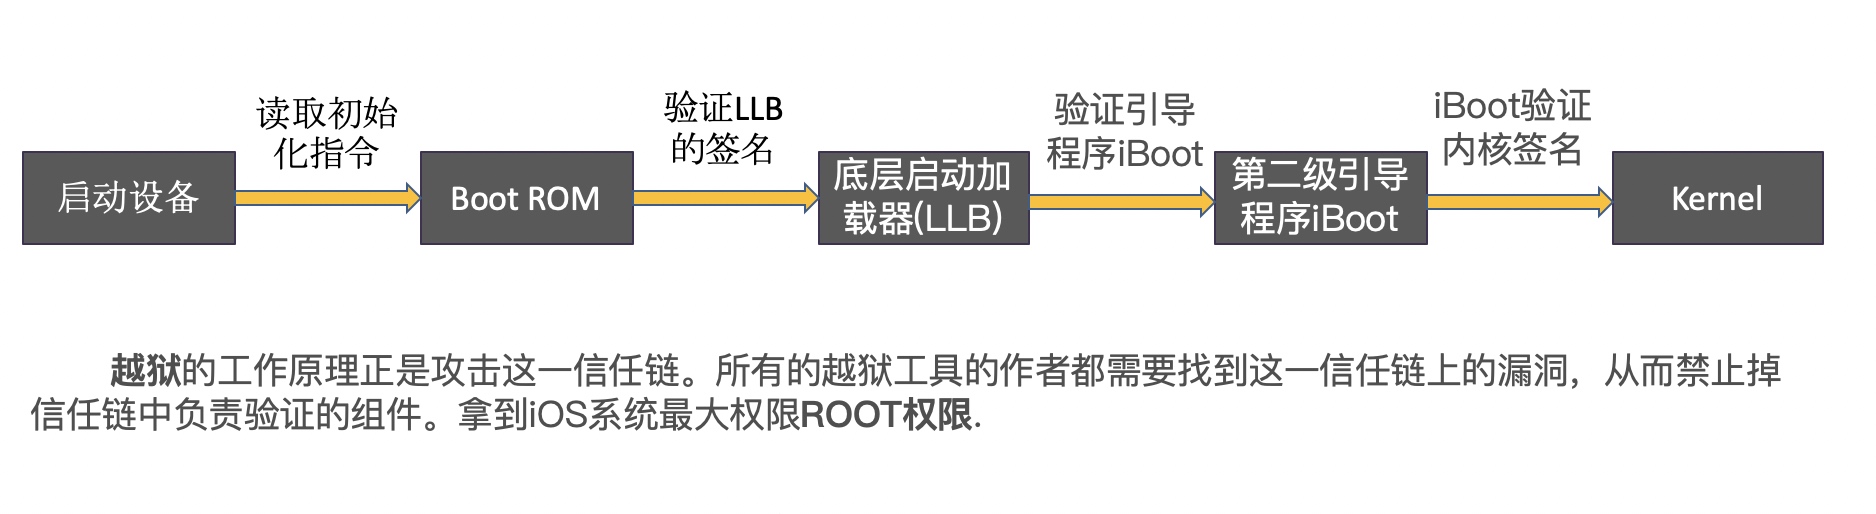 读取初始
化指令
验证LLB
的签名
验证引导
程序iBoot
iBoot验证
内核签名
启动设备
Boot ROM
底层启动加
载器(LLB)
第二级引导
程序iBoot
Kernel
越狱的工作原理正是攻击这一信任链。所有的越狱工具的作者都需要找到这一信任链上的漏洞，从而禁止掉
信任链中负责验证的组件。拿到iOS系统最大权限ROOT权限.